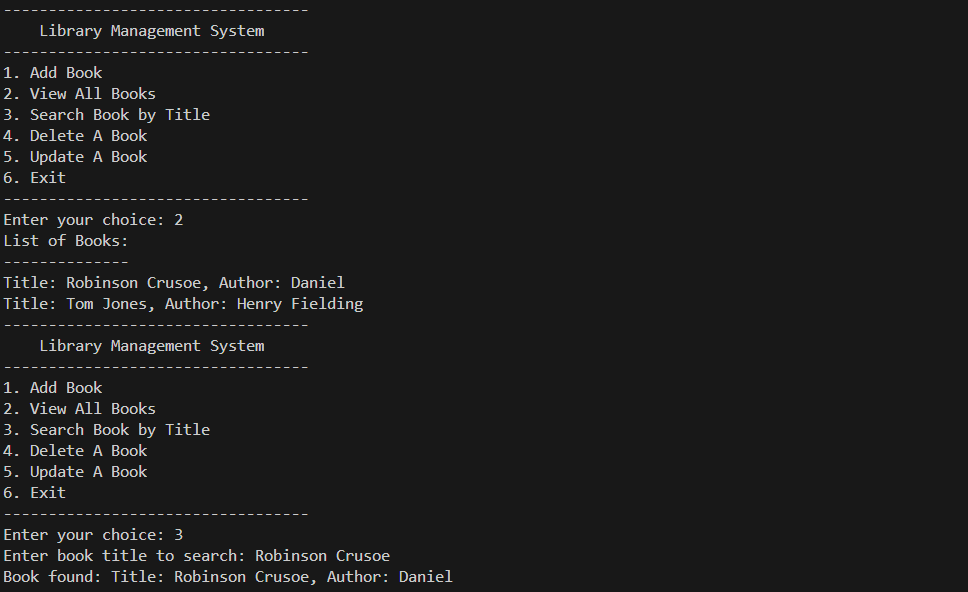 ----------------------------------
    Library Management System
----------------------------------
1. Add Book
2. View All Books
3. Search Book by Title
4. Delete A Book
5. Update A Book
6. Exit
----------------------------------
Enter your choice: 2
List of Books:
--------------
Title: Robinson Crusoe, Author: Daniel
Title: Tom Jones, Author: Henry Fielding
----------------------------------
    Library Management System
----------------------------------
1. Add Book
2. View All Books
3. Search Book by Title
4. Delete A Book
5. Update A Book
6. Exit
----------------------------------
Enter your choice: 3
Enter book title to search: Robinson Crusoe
Book found: Title: Robinson Crusoe, Author: Daniel